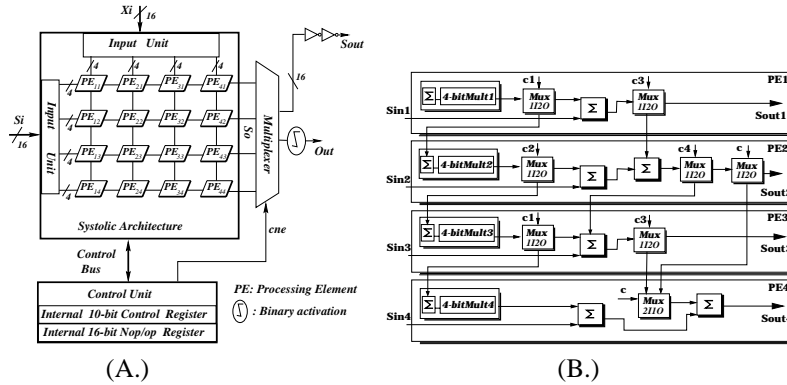 Xi
16
Input Unit
4 4 4 4
Si
16
Input Unit
4 PE11 PE21 PE31 PE41
4 PE12 PE22 PE32 PE42
4 PE13 PE23 PE33 PE43
4 PE14 PE24 PE34 PE44
So
Multiplexer
16
Sout
Out
Systolic Architecture
cne
Control
Bus
Control Unit
Internal 10-bit Control Register
Internal 16-bit Nop/op Register
PE: Processing Element
: Binary activation
(A.)
PE1
c1 c3
Σ 4-bitMult1 Mux 1I2O Σ Mux 1I2O
Sin1 Sout1
PE2
c2 c4 c
Σ 4-bitMult2 Mux 1I2O Σ Σ Mux 1I2O Mux 1I2O
Sin2 Sout2
PE3
c1 c3
Σ 4-bitMult3 Mux 1I2O Σ Mux 1I2O
Sin3 Sout3
PE4
c
Σ 4-bitMult4 Σ Mux 2I1O Σ
Sin4 Sout4
(B.)